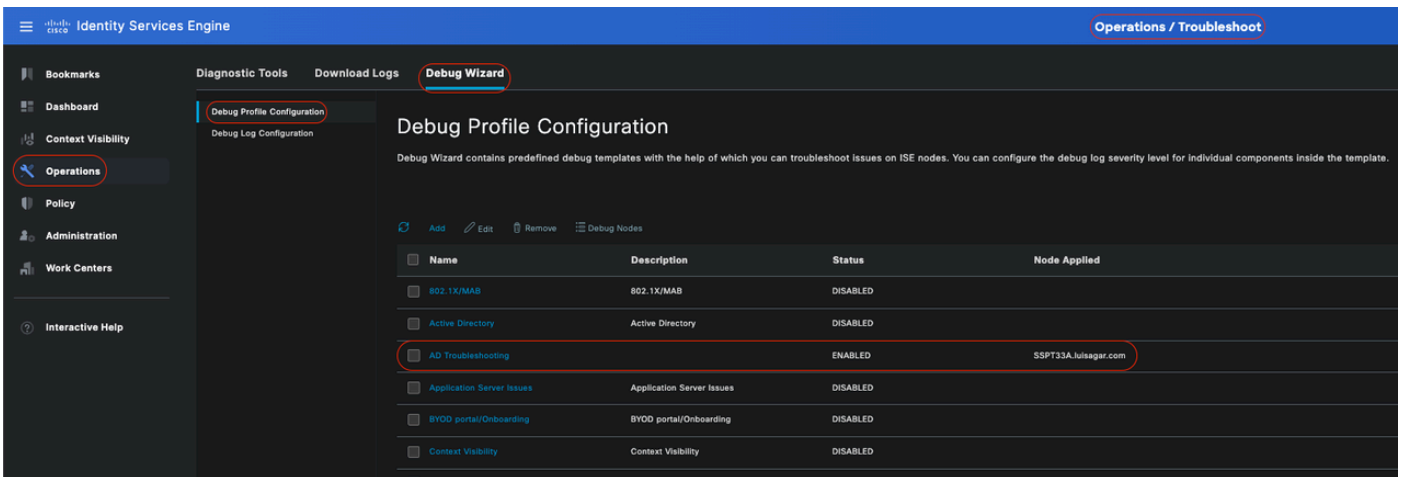 cisco Identity Services Engine
Operations / Troubleshoot
Bookmarks
Dashboard
Context Visibility
Operations
Policy
Administration
Work Centers
? Interactive Help
Diagnostic Tools Download Logs Debug Wizard
Debug Profile Configuration
Debug Log Configuration
Debug Profile Configuration
Debug Wizard contains predefined debug templates with the help of which you can troubleshoot issues on ISE nodes. You can configure the debug log severity level for individual components inside the template.
Add Edit Remove Debug Nodes
Name Description Status Node Applied
802.1X/MAB 802.1X/MAB DISABLED
Active Directory Active Directory DISABLED
AD Troubleshooting ENABLED SSPT33A.luisagar.com
Application Server Issues Application Server Issues DISABLED
BYOD portal/Onboarding BYOD portal/Onboarding DISABLED
Context Visibility Context Visibility DISABLED